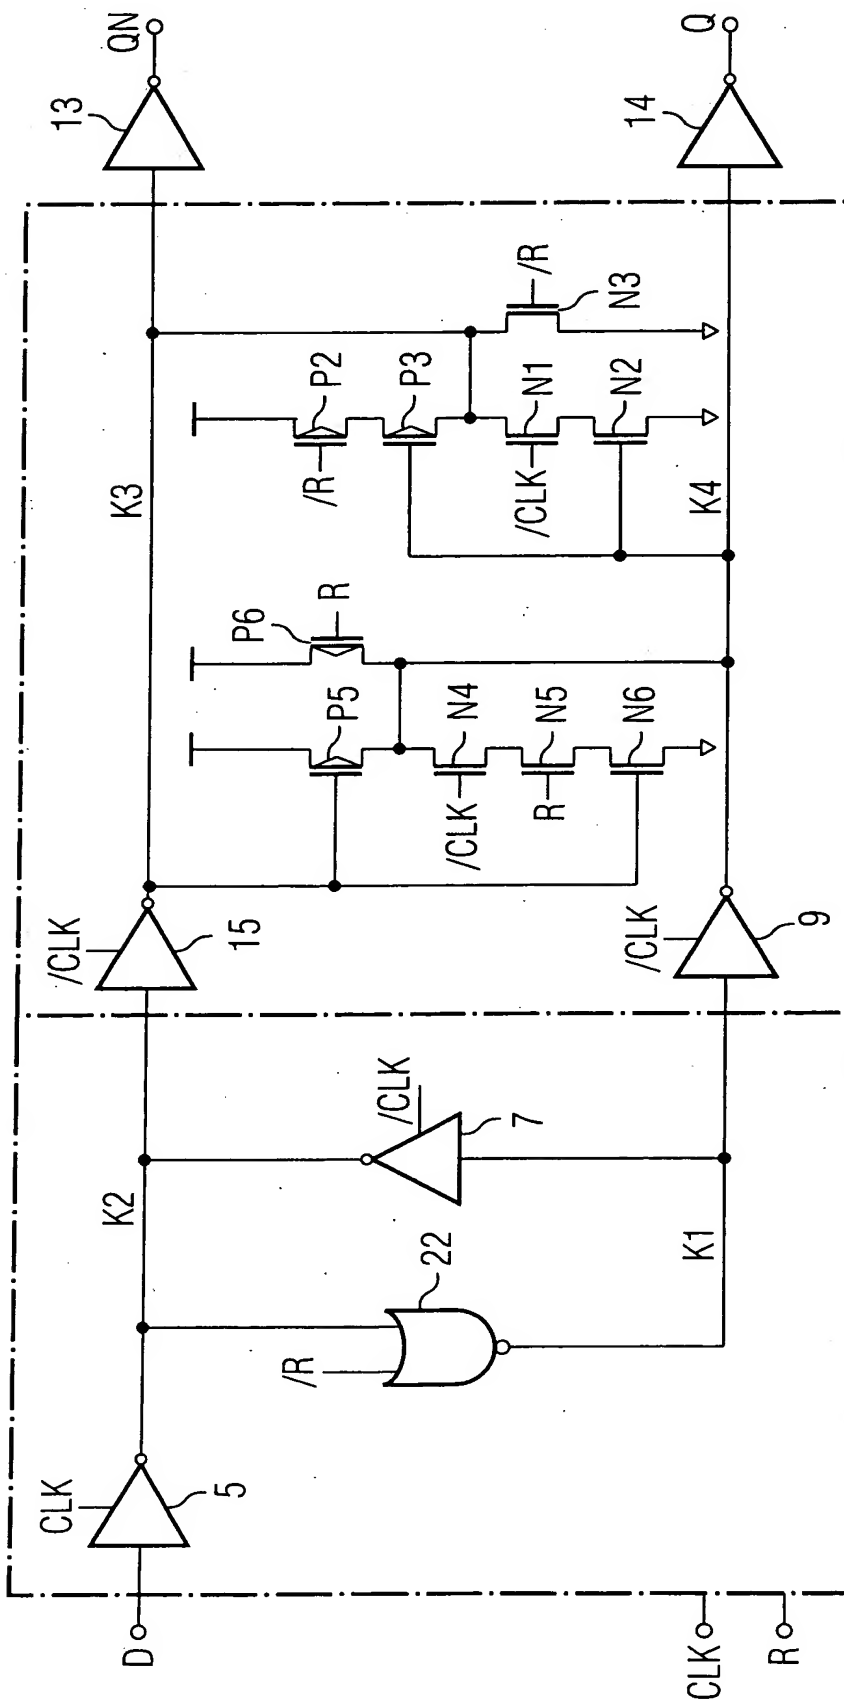 13
QN
14
Q
K3
P2
/R
P3
/R
N3
N1
/CLK
N2
K4
P6
R
P5
N4
/CLK
N5
R
N6
/CLK
15
/CLK
9
K2
/CLK
7
22
/R
K1
CLK
5
D
CLK
R